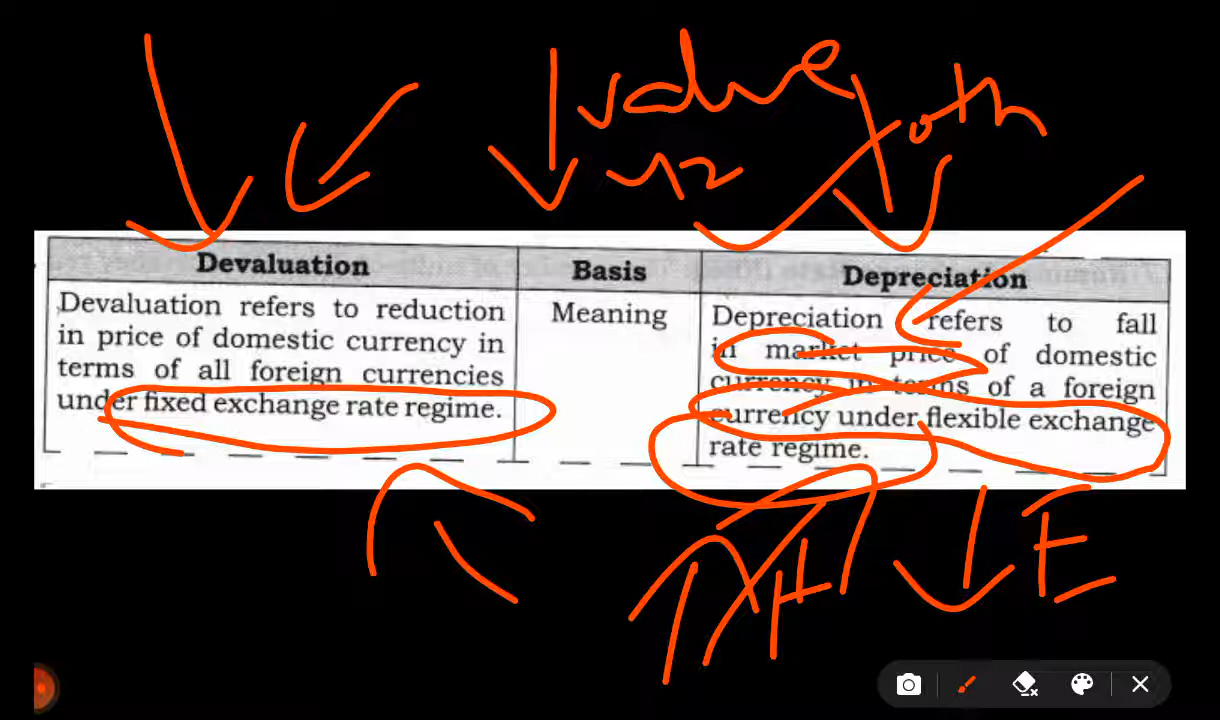 value
both
Devaluation
Basis
Depreciation
Devaluation refers to reduction
in price of domestic currency in
terms of all foreign currencies
under fixed exchange rate regime.
Meaning
Depreciation refers to fall
in market price of domestic
currency in terms of a foreign
currency under flexible exchange
rate regime.
E